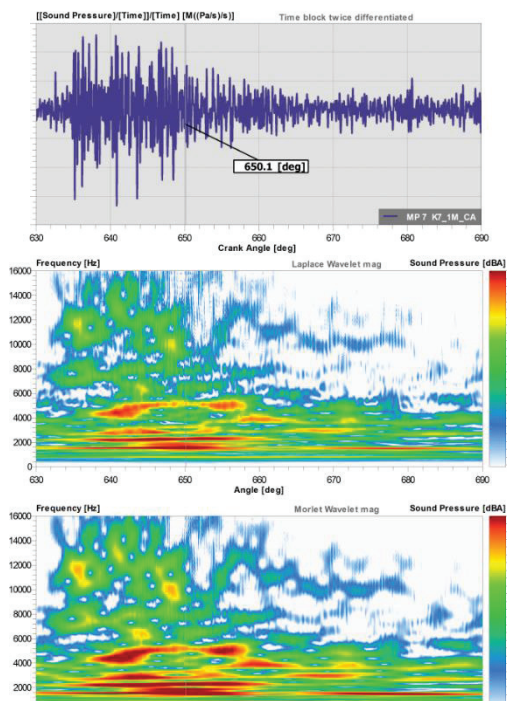 [[Sound Pressure]/[Time]]/[Time] [M((Pa/s)/s)] Time block twice differentiated
650.1 [deg]
MP 7 K7_1M_CA
630 640 650 660 670 680 690
Crank Angle [deg]
Frequency [Hz] Laplace Wavelet mag Sound Pressure [dBA]
16000
14000
12000
10000
8000
6000
4000
2000
0
630 640 650 660 670 680 690
Angle [deg]
Frequency [Hz] Morlet Wavelet mag Sound Pressure [dBA]
16000
14000
12000
10000
8000
6000
4000
2000